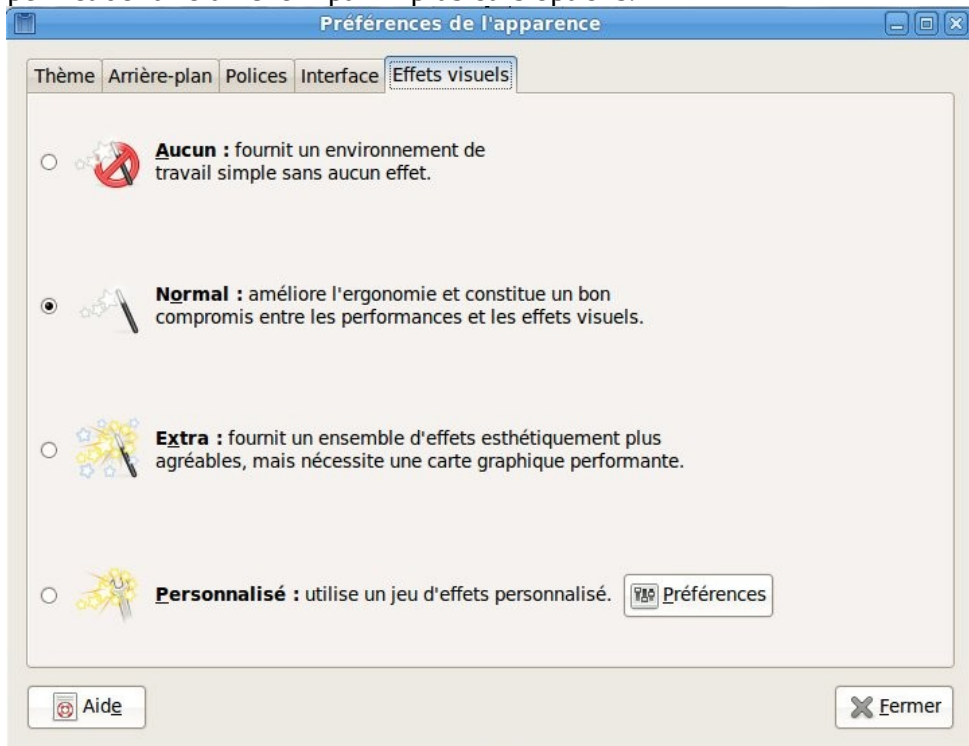 Préférences de l'apparence
Thème Arrière-plan Polices Interface Effets visuels
Aucun : fournit un environnement de
travail simple sans aucun effet.
Normal : améliore l'ergonomie et constitue un bon
compromis entre les performances et les effets visuels.
Extra : fournit un ensemble d'effets esthétiquement plus
agréables, mais nécessite une carte graphique performante.
Personnalisé : utilise un jeu d'effets personnalisé. Préférences
Aide Fermer